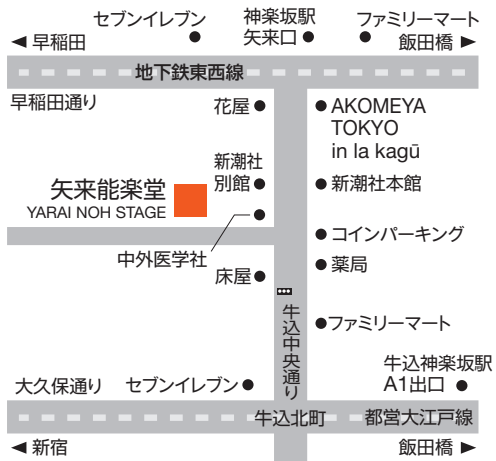 セブンイレブン
神楽坂駅
矢来口
ファミリーマート
早稲田
飯田橋
地下鉄東西線
早稲田通り
花屋
AKOMEYA
TOKYO
in la kagū
新潮社
別館
新潮社本館
矢来能楽堂
YARAI NOH STAGE
コインパーキング
中外医学社
薬局
床屋
牛込中央通り
ファミリーマート
牛込神楽坂駅
A1出口
大久保通り
セブンイレブン
牛込北町
都営大江戸線
新宿
飯田橋